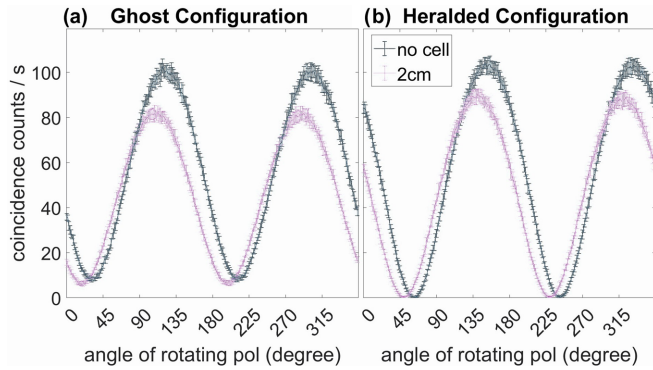 (a) Ghost Configuration
(b) Heralded Configuration
no cell
2cm
coincidence counts / s
100
80
60
40
20
0
0 45 90 135 180 225 270 315
0 45 90 135 180 225 270 315
angle of rotating pol (degree)
angle of rotating pol (degree)